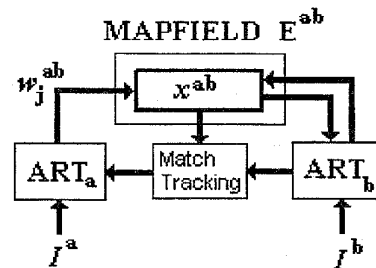 MAPFIELD E^ab
w_j^ab
x^ab
ART_a
Match
Tracking
ART_b
I^a
I^b